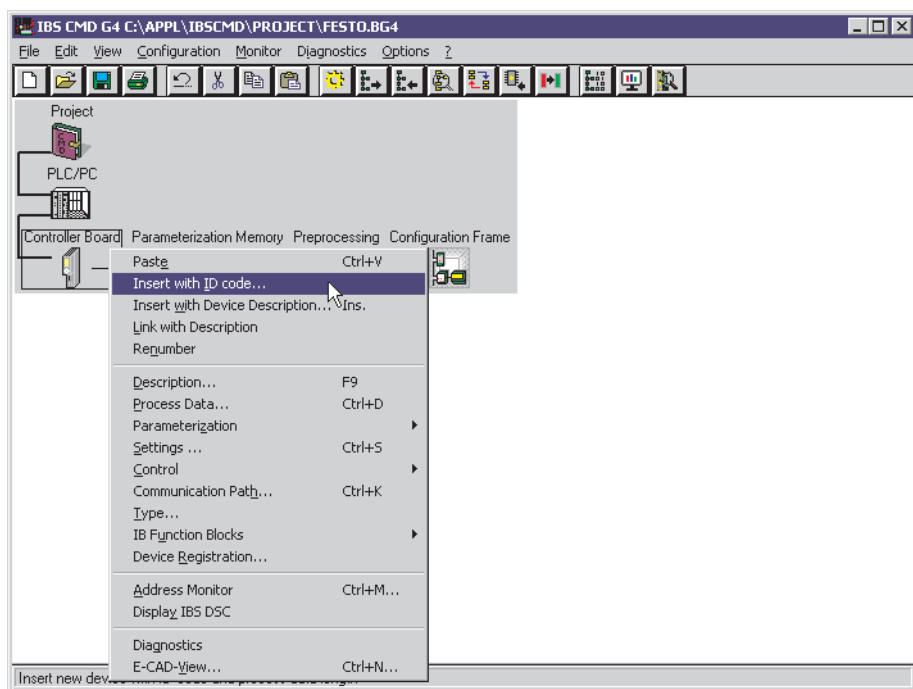 IBS CMD G4 C:\APPL\IBSCMD\PROJECT\FESTO.BG4
File Edit View Configuration Monitor Diagnostics Options ?
Project
CMD
PLC/PC
Controller Board Parameterization Memory Preprocessing Configuration Frame
Paste Ctrl+V
Insert with ID code...
Insert with Device Description... Ins.
Link with Description
Renumber
Description... F9
Process Data... Ctrl+D
Parameterization
Settings ... Ctrl+S
Control
Communication Path... Ctrl+K
Type...
IB Function Blocks
Device Registration...
Address Monitor Ctrl+M...
Display IBS DSC
Diagnostics
E-CAD-View... Ctrl+N...
Insert new